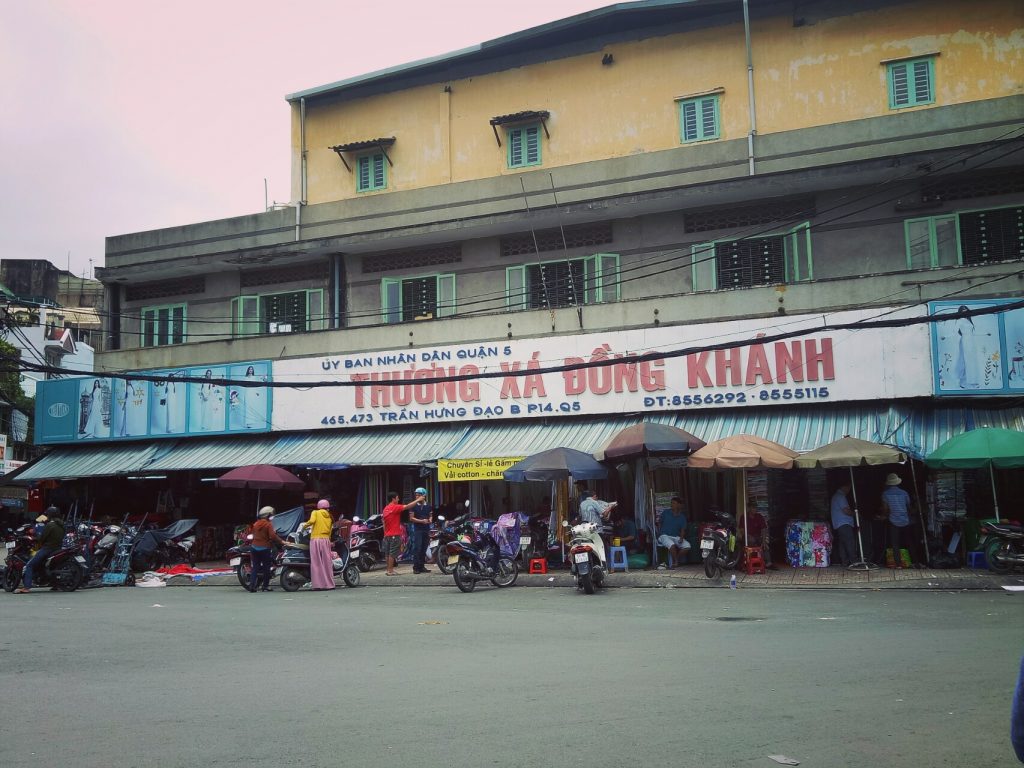 ỦY BAN NHÂN DÂN QUẬN 5
THƯƠNG XÁ ĐỒNG KHÁNH
465.473 TRẦN HƯNG ĐẠO B P14.Q5 ĐT:8556292 - 8555115
Chuyên Sỉ -lẻ Gấm
Vải cotton -